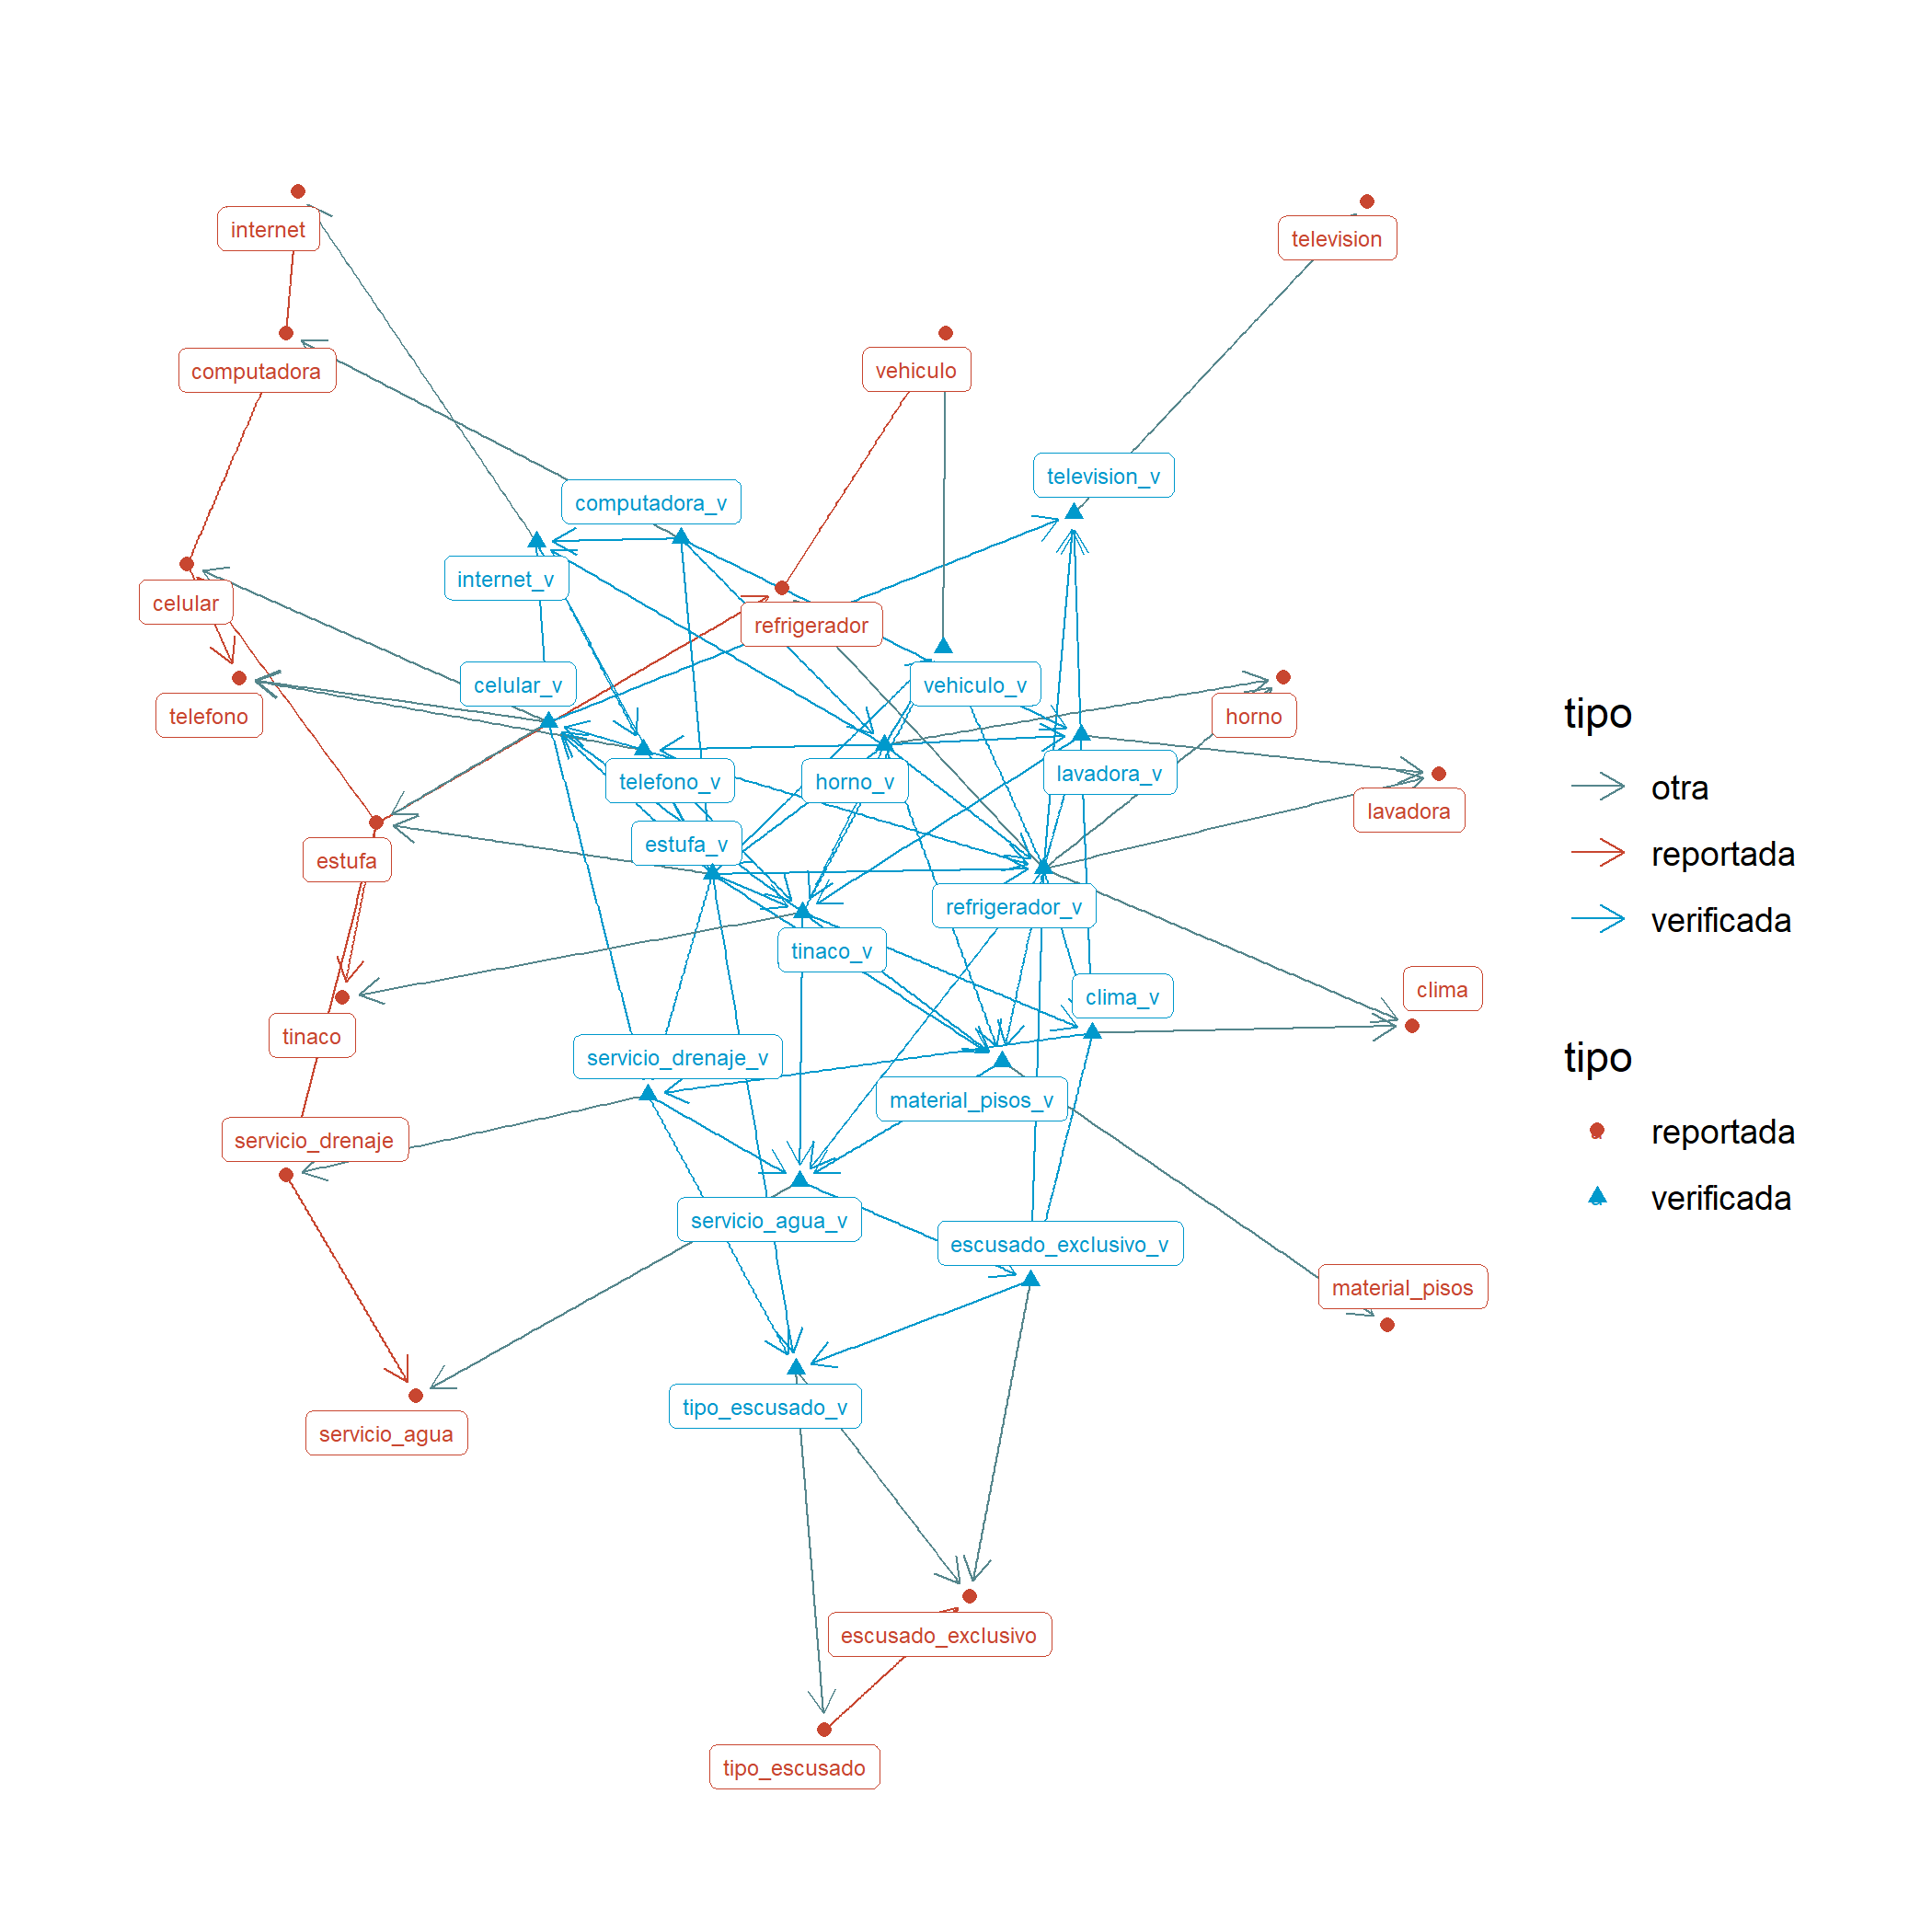 internet
television
computadora
vehiculo
television_v
computadora_v
internet_v
celular
refrigerador
celular_v
vehiculo_v
telefono
horno
tipo
telefono_v
horno_v
lavadora_v
otra
lavadora
estufa_v
reportada
estufa
refrigerador_v
verificada
tinaco_v
clima
clima_v
tinaco
servicio_drenaje_v
tipo
material_pisos_v
servicio_drenaje
reportada
verificada
servicio_agua_v
escusado_exclusivo_v
material_pisos
tipo_escusado_v
servicio_agua
escusado_exclusivo
tipo_escusado